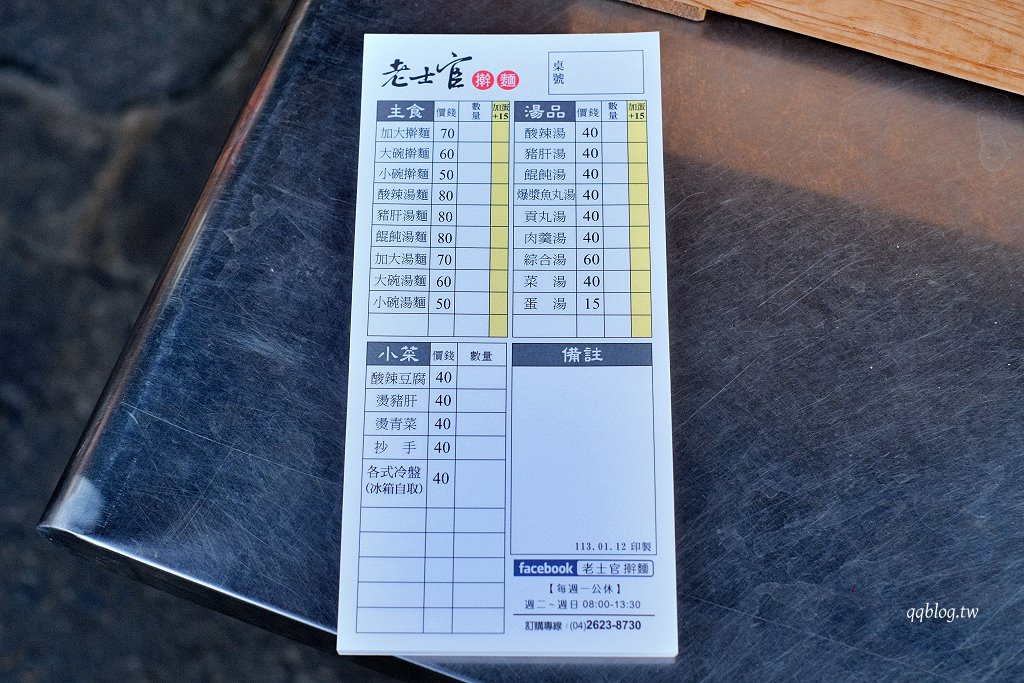 老士官 擀麵
桌號
主食 價錢 數量 加蛋+15
加大擀麵 70
大碗擀麵 60
小碗擀麵 50
酸辣湯麵 80
豬肝湯麵 80
餛飩湯麵 80
加大湯麵 70
大碗湯麵 60
小碗湯麵 50
湯品 價錢 數量 加蛋+15
酸辣湯 40
豬肝湯 40
餛飩湯 40
爆漿魚丸湯 40
貢丸湯 40
肉羹湯 40
綜合湯 60
菜 湯 40
蛋 湯 15
小菜 價錢 數量
酸辣豆腐 40
燙豬肝 40
燙青菜 40
抄 手 40
各式冷盤 40
(冰箱自取)
備註
113.01.12 印製
facebook 老士官擀麵
【每週一公休】
週二~週日 08:00-13:30
訂購專線:(04)2623-8730
qqblog.tw